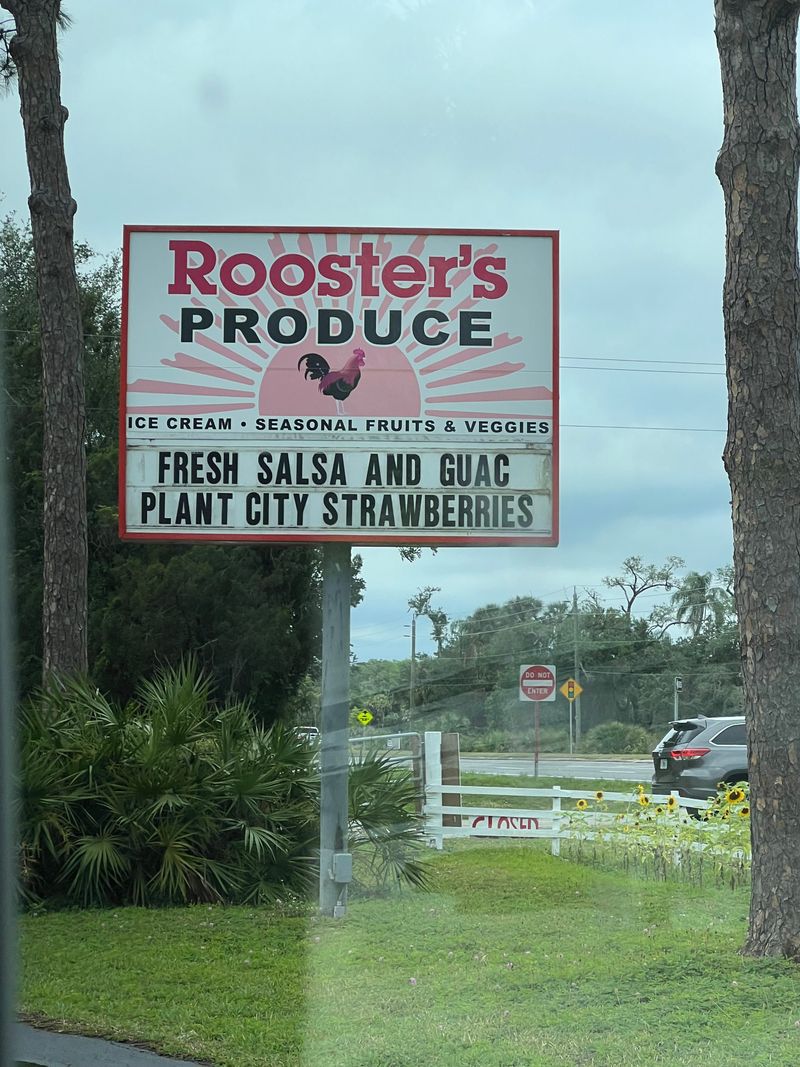 Rooster's
PRODUCE
ICE CREAM • SEASONAL FRUITS & VEGGIES
FRESH SALSA AND GUAC
PLANT CITY STRAWBERRIES
DO NOT
ENTER
CLOSED